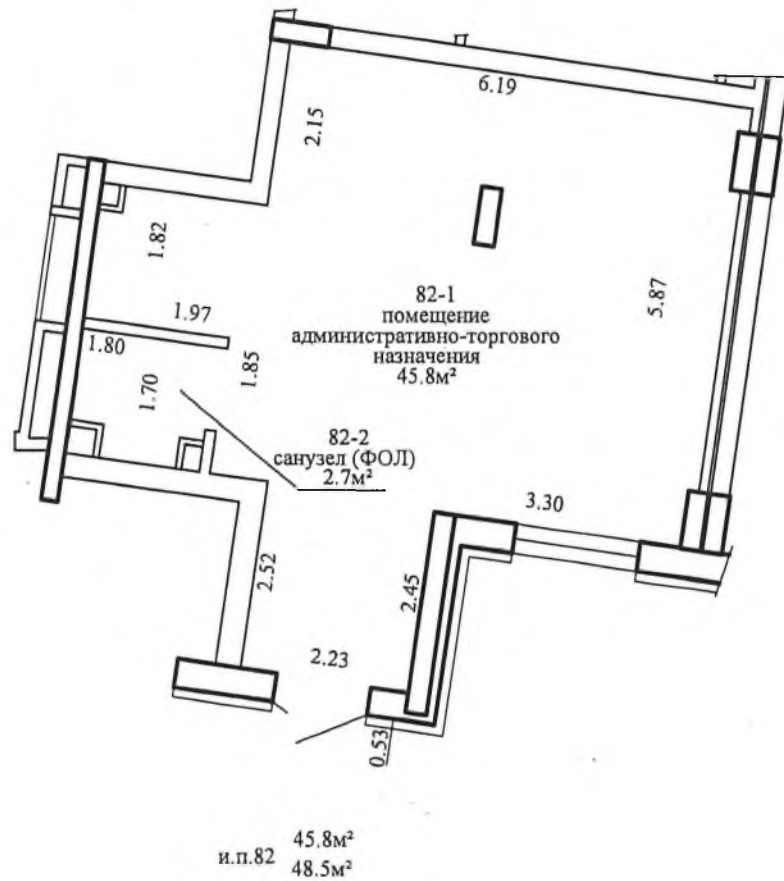 6.19
2.15
1.82
5.87
82-1
помещение
административно-торгового
назначения
45.8м²
1.97
1.80
1.85
1.70
82-2
санузел (ФОЛ)
2.7м²
3.30
2.52
2.45
2.23
0.53
и.п.82
45.8м²
48.5м²